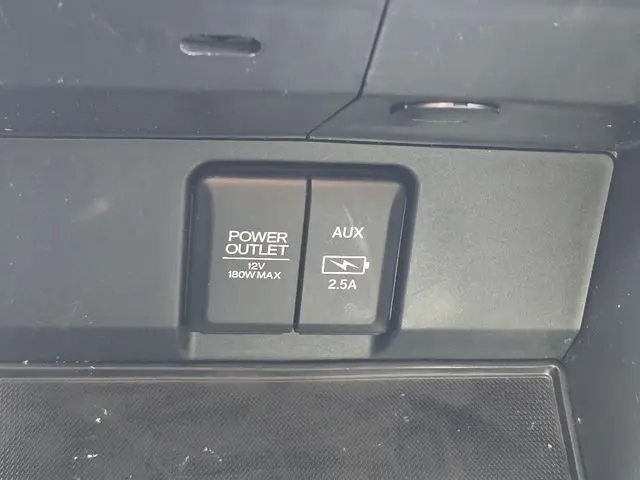 POWER
OUTLET
12V
180W MAX
AUX
2.5A